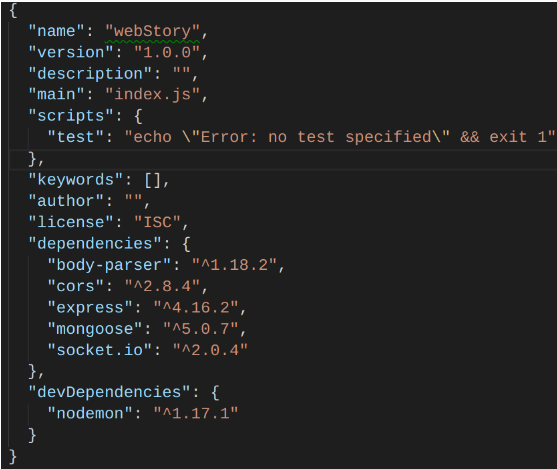 {
"name": "webStory",
"version": "1.0.0",
"description": "",
"main": "index.js",
"scripts": {
"test": "echo \"Error: no test specified\" && exit 1"
},
"keywords": [],
"author": "",
"license": "ISC",
"dependencies": {
"body-parser": "^1.18.2",
"cors": "^2.8.4",
"express": "^4.16.2",
"mongoose": "^5.0.7",
"socket.io": "^2.0.4"
},
"devDependencies": {
"nodemon": "^1.17.1"
}
}